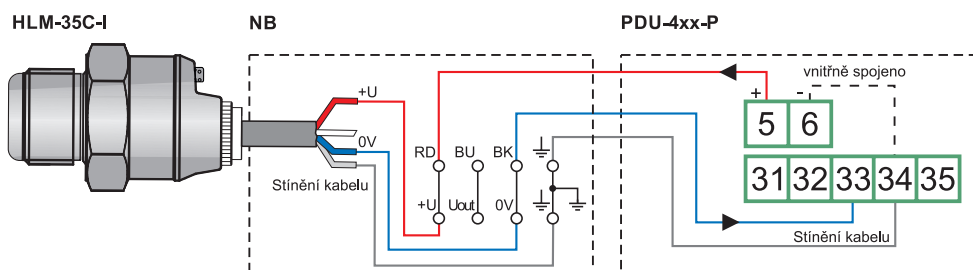 HLM-35C-I
NB
PDU-4xx-P
+U
0V
Stínění kabelu
RD BU BK
+U Uout 0V
vnitřně spojeno
+ -
5 6
31 32 33 34 35
Stínění kabelu